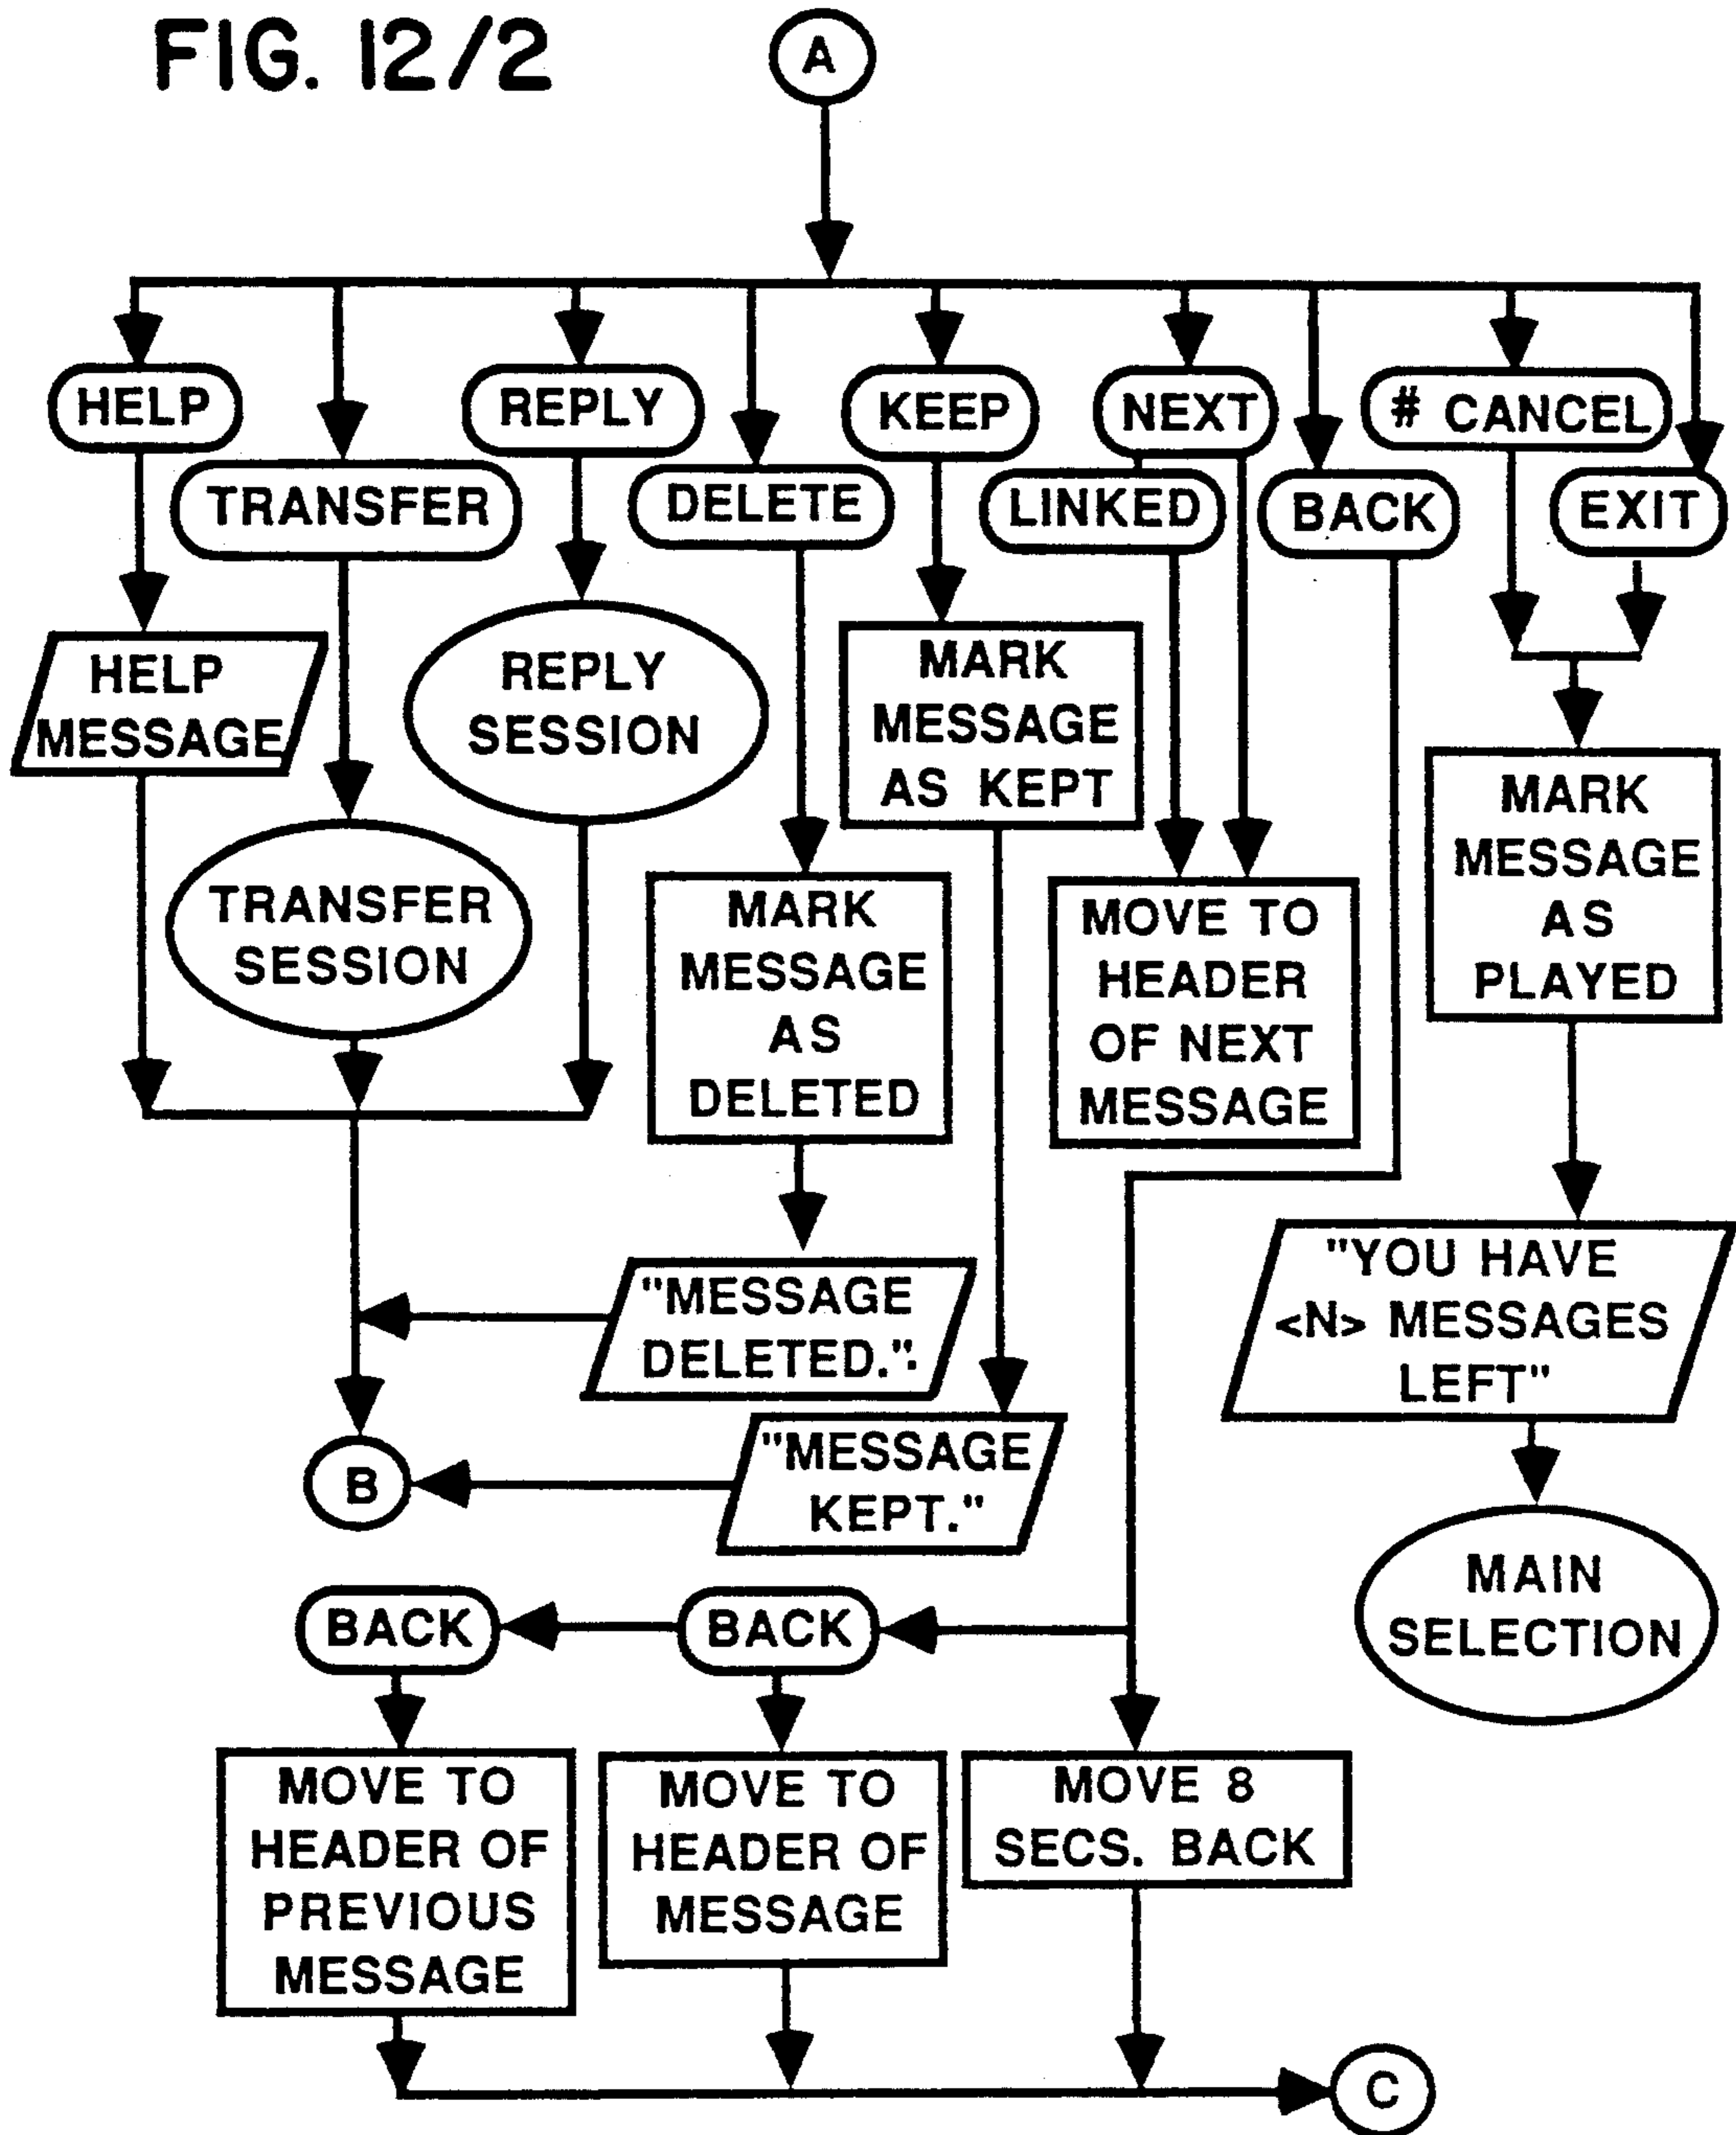 FIG. 12/2
A
HELP
REPLY
KEEP
NEXT
# CANCEL
TRANSFER
DELETE
LINKED
BACK
EXIT
HELP
MESSAGE
REPLY
SESSION
MARK
MESSAGE
AS KEPT
MARK
MESSAGE
AS
PLAYED
TRANSFER
SESSION
MARK
MESSAGE
AS
DELETED
MOVE TO
HEADER
OF NEXT
MESSAGE
"MESSAGE
DELETED."
"YOU HAVE
<N> MESSAGES
LEFT"
B
"MESSAGE
KEPT."
MAIN
SELECTION
BACK
BACK
MOVE TO
HEADER OF
PREVIOUS
MESSAGE
MOVE TO
HEADER OF
MESSAGE
MOVE 8
SECS. BACK
C